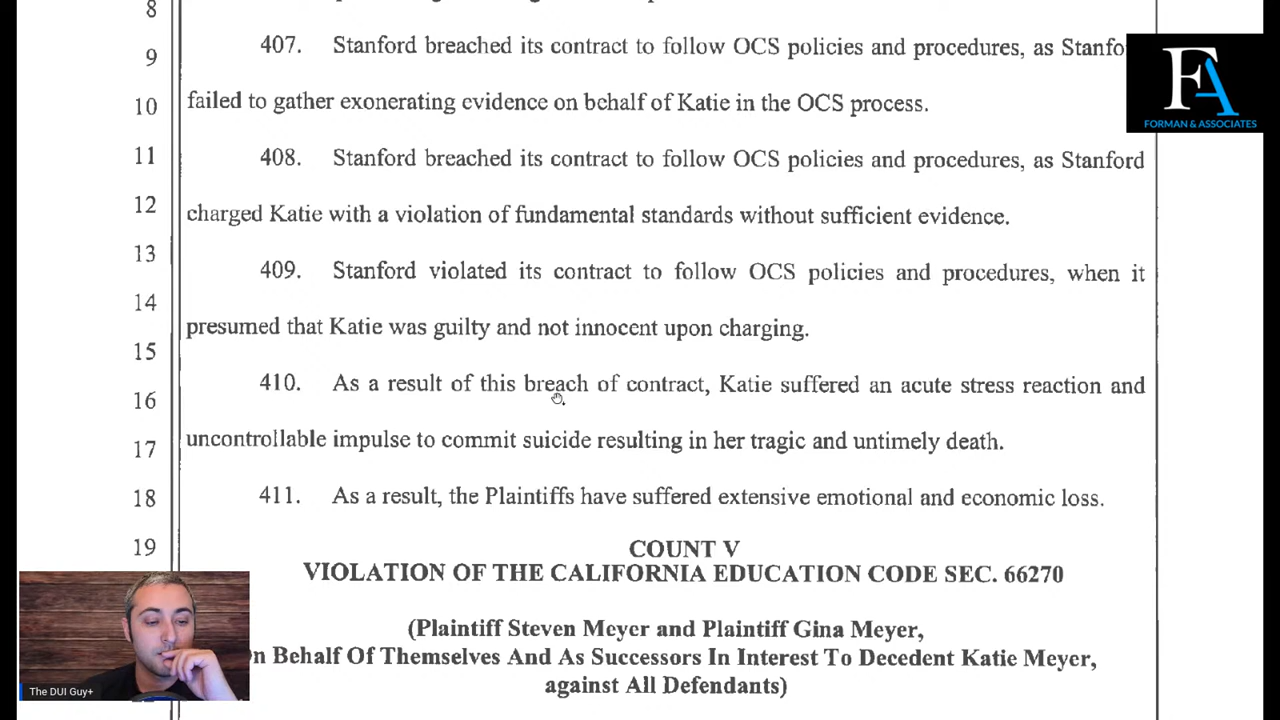 8
9 407. Stanford breached its contract to follow OCS policies and procedures, as Stanfo
10 failed to gather exonerating evidence on behalf of Katie in the OCS process.
11 408. Stanford breached its contract to follow OCS policies and procedures, as Stanford
12 charged Katie with a violation of fundamental standards without sufficient evidence.
13 409. Stanford violated its contract to follow OCS policies and procedures, when it
14 presumed that Katie was guilty and not innocent upon charging.
15
16 410. As a result of this breach of contract, Katie suffered an acute stress reaction and
17 uncontrollable impulse to commit suicide resulting in her tragic and untimely death.
18 411. As a result, the Plaintiffs have suffered extensive emotional and economic loss.
19 COUNT V
VIOLATION OF THE CALIFORNIA EDUCATION CODE SEC. 66270
(Plaintiff Steven Meyer and Plaintiff Gina Meyer,
n Behalf Of Themselves And As Successors In Interest To Decedent Katie Meyer,
against All Defendants)
FA
FORMAN & ASSOCIATES
The DUI Guy+